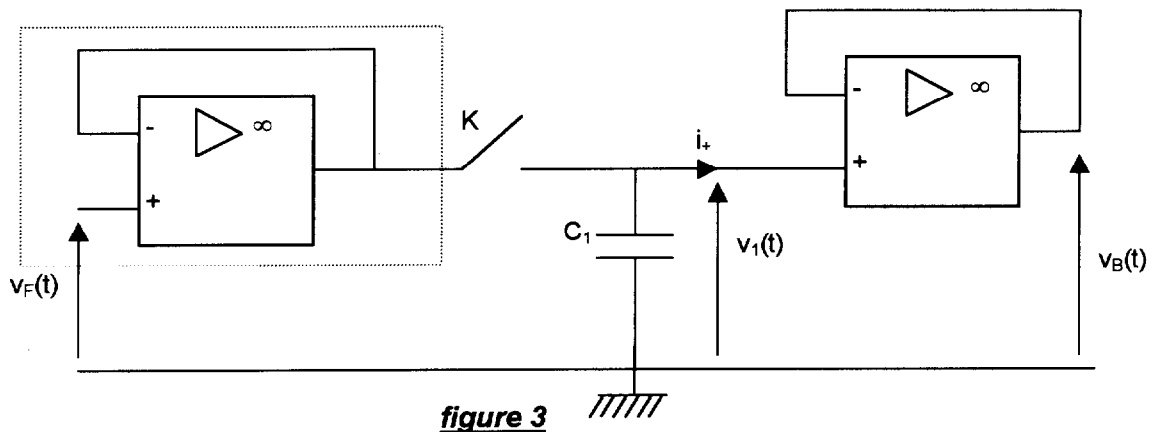 - ∞
+
K
i₊
- ∞
+
C₁
v₁(t)
v_F(t)
v_B(t)
figure 3